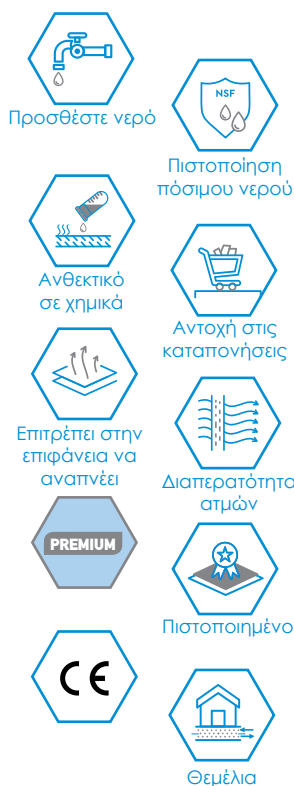 Προσθέστε νερό
NSF
Πιστοποίηση
πόσιμου νερού
Ανθεκτικό
σε χημικά
Αντοχή στις
καταπονήσεις
Επιτρέπει στην
επιφάνεια να
αναπνέει
Διαπερατότητα
ατμών
PREMIUM
Πιστοποιημένο
CE
Θεμέλια